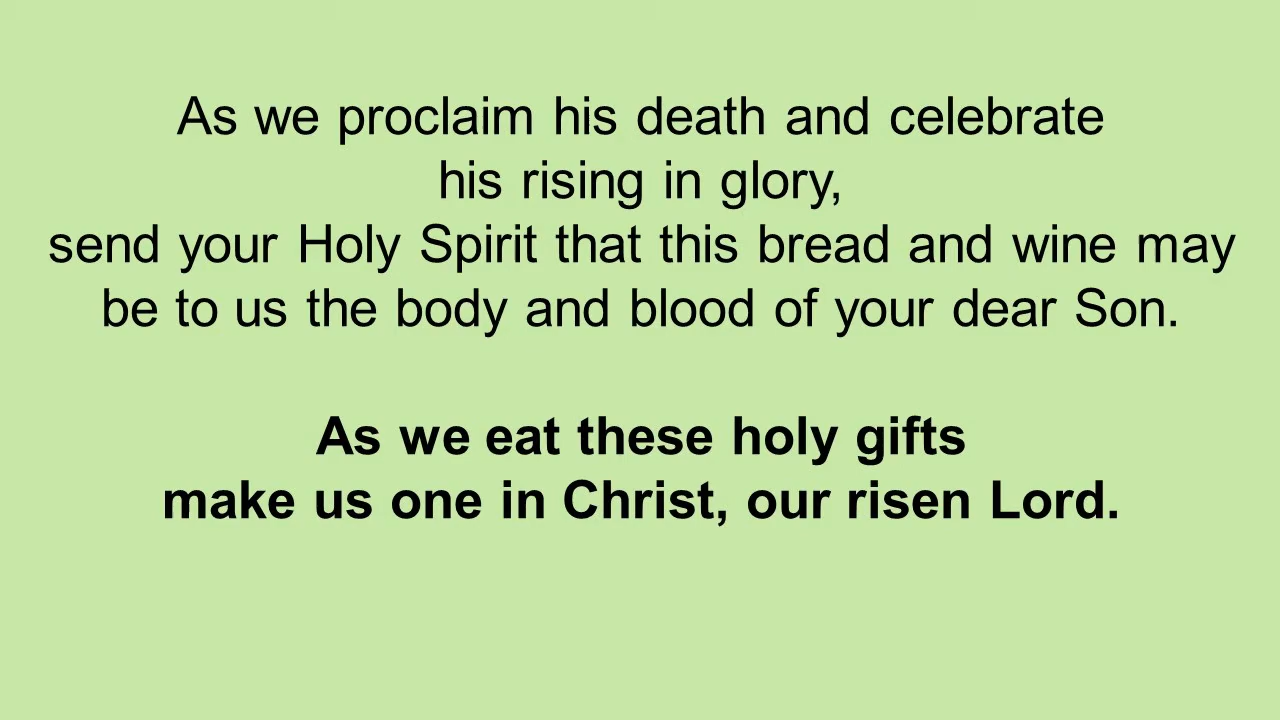 As we proclaim his death and celebrate
his rising in glory,
send your Holy Spirit that this bread and wine may
be to us the body and blood of your dear Son.
As we eat these holy gifts
make us one in Christ, our risen Lord.